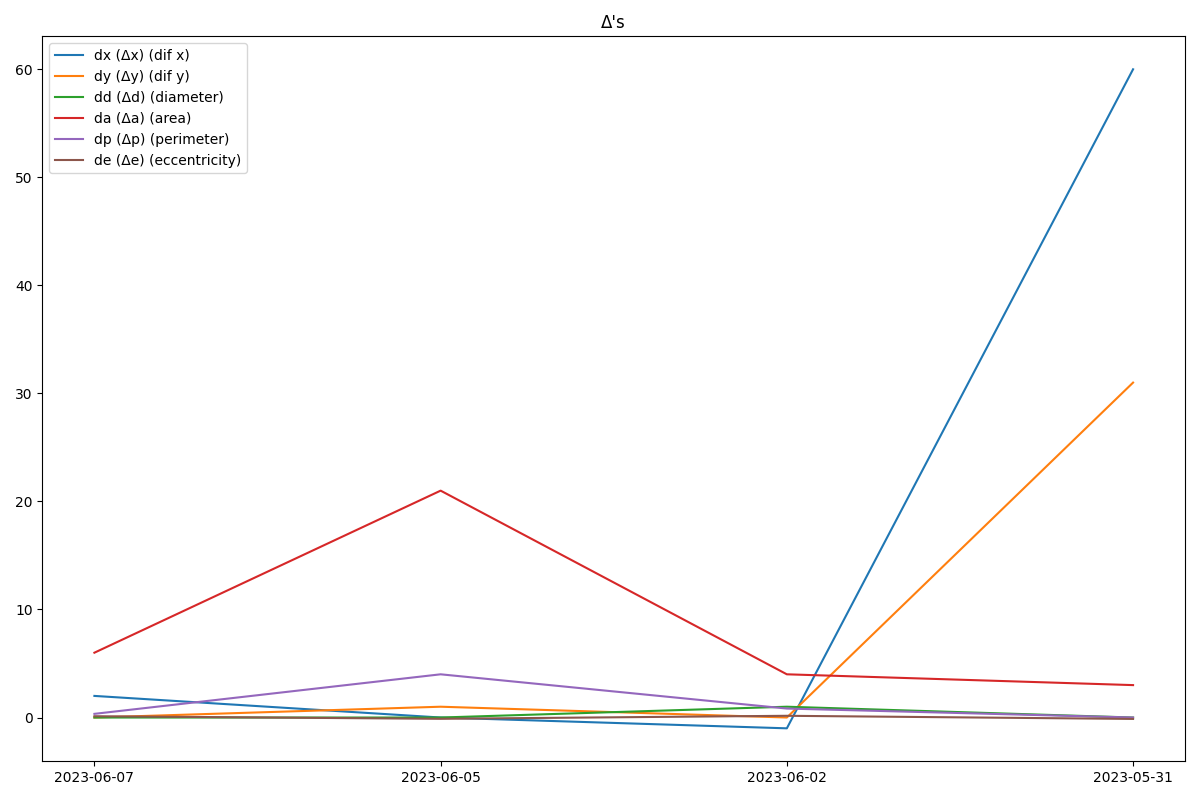 Δ's
dx (Δx) (dif x)
dy (Δy) (dif y)
dd (Δd) (diameter)
da (Δa) (area)
dp (Δp) (perimeter)
de (Δe) (eccentricity)
60
50
40
30
20
10
0
2023-06-07 2023-06-05 2023-06-02 2023-05-31